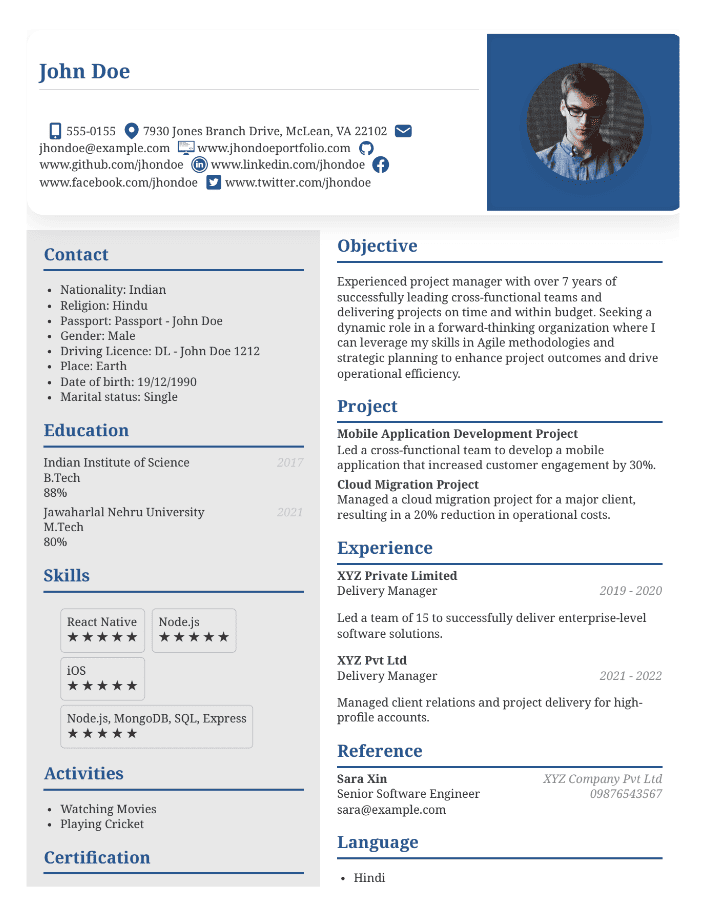 John Doe
555-0155 7930 Jones Branch Drive, McLean, VA 22102
jhondoe@example.com www.jhondoeportfolio.com
www.github.com/jhondoe www.linkedin.com/jhondoe
www.facebook.com/jhondoe www.twitter.com/jhondoe
Contact
• Nationality: Indian
• Religion: Hindu
• Passport: Passport - John Doe
• Gender: Male
• Driving Licence: DL - John Doe 1212
• Place: Earth
• Date of birth: 19/12/1990
• Marital status: Single
Education
Indian Institute of Science 2017
B.Tech
88%
Jawaharlal Nehru University 2021
M.Tech
80%
Skills
React Native Node.js
★★★★★ ★★★★★
iOS
★★★★★
Node.js, MongoDB, SQL, Express
★★★★★
Activities
• Watching Movies
• Playing Cricket
Certification
Objective
Experienced project manager with over 7 years of
successfully leading cross-functional teams and
delivering projects on time and within budget. Seeking a
dynamic role in a forward-thinking organization where I
can leverage my skills in Agile methodologies and
strategic planning to enhance project outcomes and drive
operational efficiency.
Project
Mobile Application Development Project
Led a cross-functional team to develop a mobile
application that increased customer engagement by 30%.
Cloud Migration Project
Managed a cloud migration project for a major client,
resulting in a 20% reduction in operational costs.
Experience
XYZ Private Limited
Delivery Manager 2019 - 2020
Led a team of 15 to successfully deliver enterprise-level
software solutions.
XYZ Pvt Ltd
Delivery Manager 2021 - 2022
Managed client relations and project delivery for high-
profile accounts.
Reference
Sara Xin XYZ Company Pvt Ltd
Senior Software Engineer 09876543567
sara@example.com
Language
• Hindi